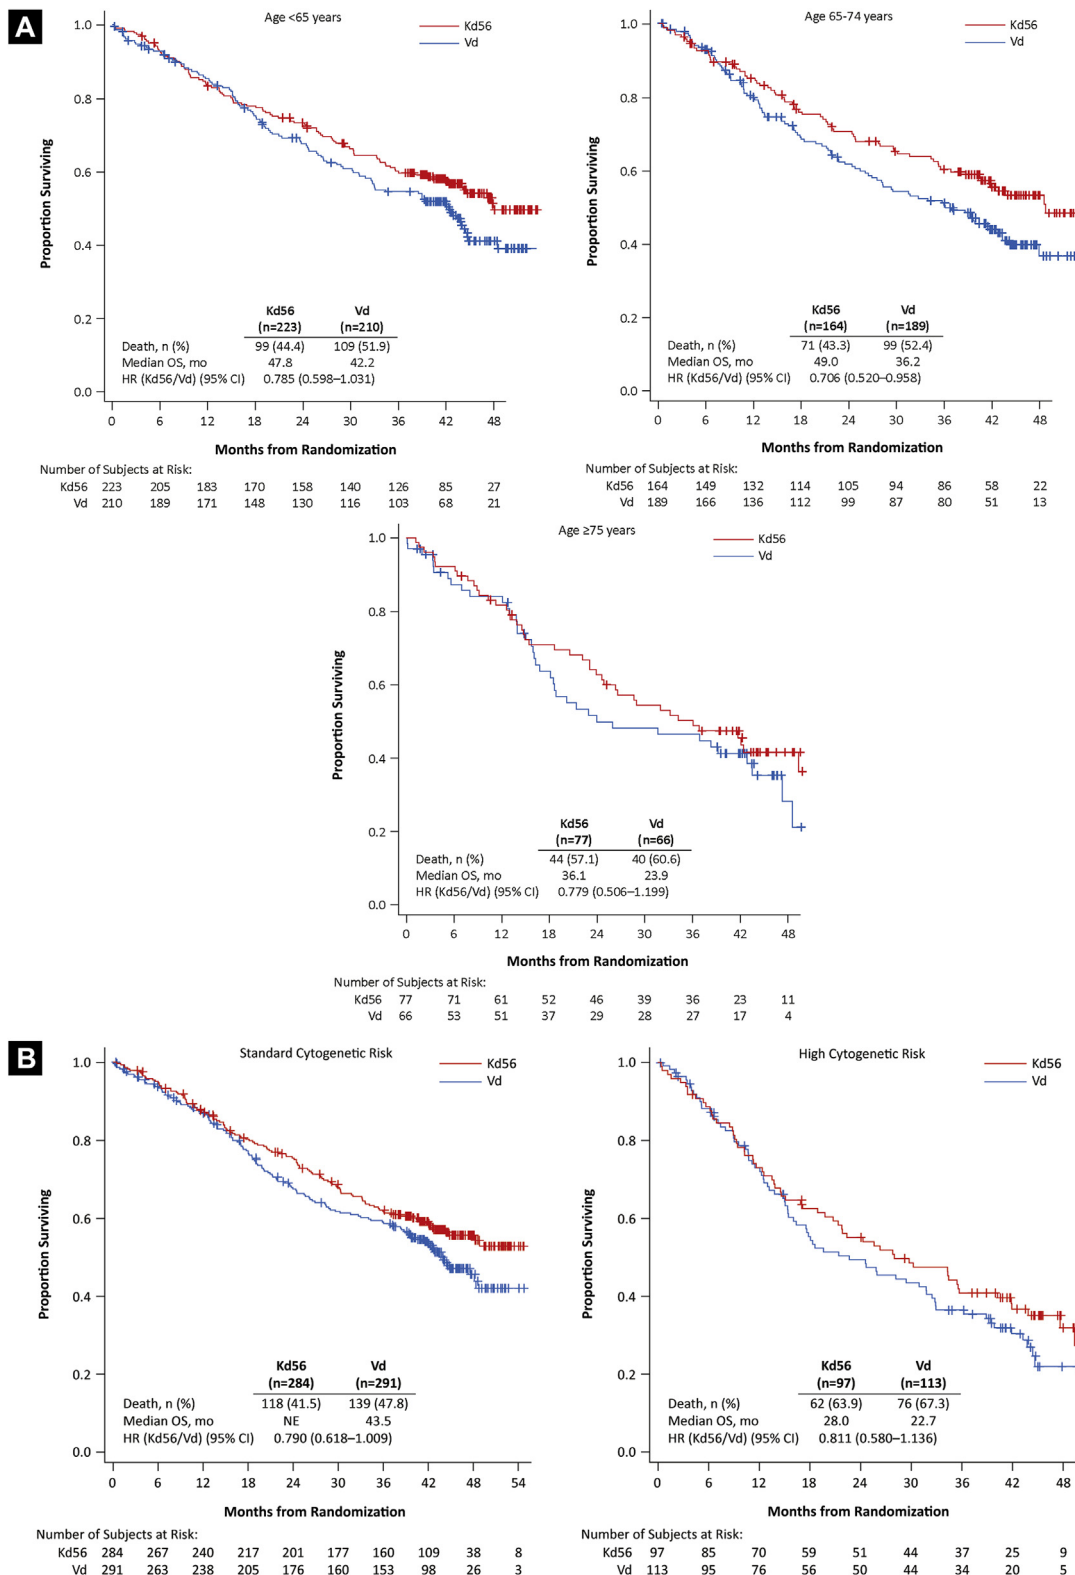 A
Age <65 years
Kd56
Vd
1.0
0.8
0.6
0.4
0.2
0.0
Proportion Surviving
Kd56 Vd
(n=223) (n=210)
Death, n (%) 99 (44.4) 109 (51.9)
Median OS, mo 47.8 42.2
HR (Kd56/Vd) (95% CI) 0.785 (0.598–1.031)
0 6 12 18 24 30 36 42 48
Months from Randomization
Number of Subjects at Risk:
Kd56 223 205 183 170 158 140 126 85 27
Vd 210 189 171 148 130 116 103 68 21
Age 65-74 years
Kd56
Vd
1.0
0.8
0.6
0.4
0.2
0.0
Proportion Surviving
Kd56 Vd
(n=164) (n=189)
Death, n (%) 71 (43.3) 99 (52.4)
Median OS, mo 49.0 36.2
HR (Kd56/Vd) (95% CI) 0.706 (0.520–0.958)
0 6 12 18 24 30 36 42 48
Months from Randomization
Number of Subjects at Risk:
Kd56 164 149 132 114 105 94 86 58 22
Vd 189 166 136 112 99 87 80 51 13
Age ≥75 years
Kd56
Vd
1.0
0.8
0.6
0.4
0.2
0.0
Proportion Surviving
Kd56 Vd
(n=77) (n=66)
Death, n (%) 44 (57.1) 40 (60.6)
Median OS, mo 36.1 23.9
HR (Kd56/Vd) (95% CI) 0.779 (0.506–1.199)
0 6 12 18 24 30 36 42 48
Months from Randomization
Number of Subjects at Risk:
Kd56 77 71 61 52 46 39 36 23 11
Vd 66 53 51 37 29 28 27 17 4
B
Standard Cytogenetic Risk
Kd56
Vd
1.0
0.8
0.6
0.4
0.2
0.0
Proportion Surviving
Kd56 Vd
(n=284) (n=291)
Death, n (%) 118 (41.5) 139 (47.8)
Median OS, mo NE 43.5
HR (Kd56/Vd) (95% CI) 0.790 (0.618–1.009)
0 6 12 18 24 30 36 42 48 54
Months from Randomization
Number of Subjects at Risk:
Kd56 284 267 240 217 201 177 160 109 38 8
Vd 291 263 238 205 176 160 153 98 26 3
High Cytogenetic Risk
Kd56
Vd
1.0
0.8
0.6
0.4
0.2
0.0
Proportion Surviving
Kd56 Vd
(n=97) (n=113)
Death, n (%) 62 (63.9) 76 (67.3)
Median OS, mo 28.0 22.7
HR (Kd56/Vd) (95% CI) 0.811 (0.580–1.136)
0 6 12 18 24 30 36 42 48
Months from Randomization
Number of Subjects at Risk:
Kd56 97 85 70 59 51 44 37 25 9
Vd 113 95 76 56 50 44 34 20 5